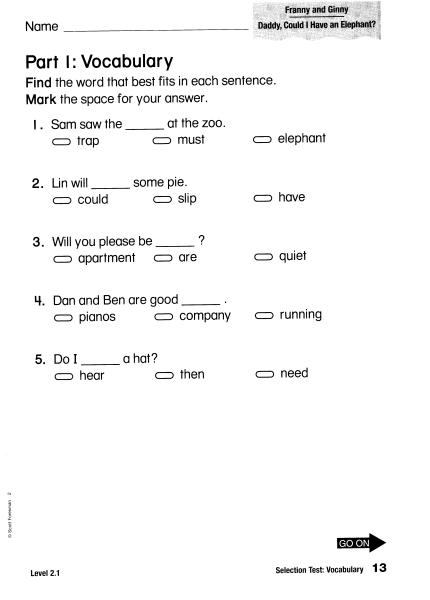 Franny and Ginny
Name
Daddy, Could I Have an Elephant?
Part 1: Vocabulary
Find the word that best fits in each sentence.
Mark the space for your answer.
1. Sam saw the ______ at the zoo.
trap must elephant
2. Lin will ______ some pie.
could slip have
3. Will you please be ______ ?
apartment are quiet
4. Dan and Ben are good ______ .
pianos company running
5. Do I ______ a hat?
hear then need
© Scott Foresman 2
GO ON
Level 2.1
Selection Test: Vocabulary 13